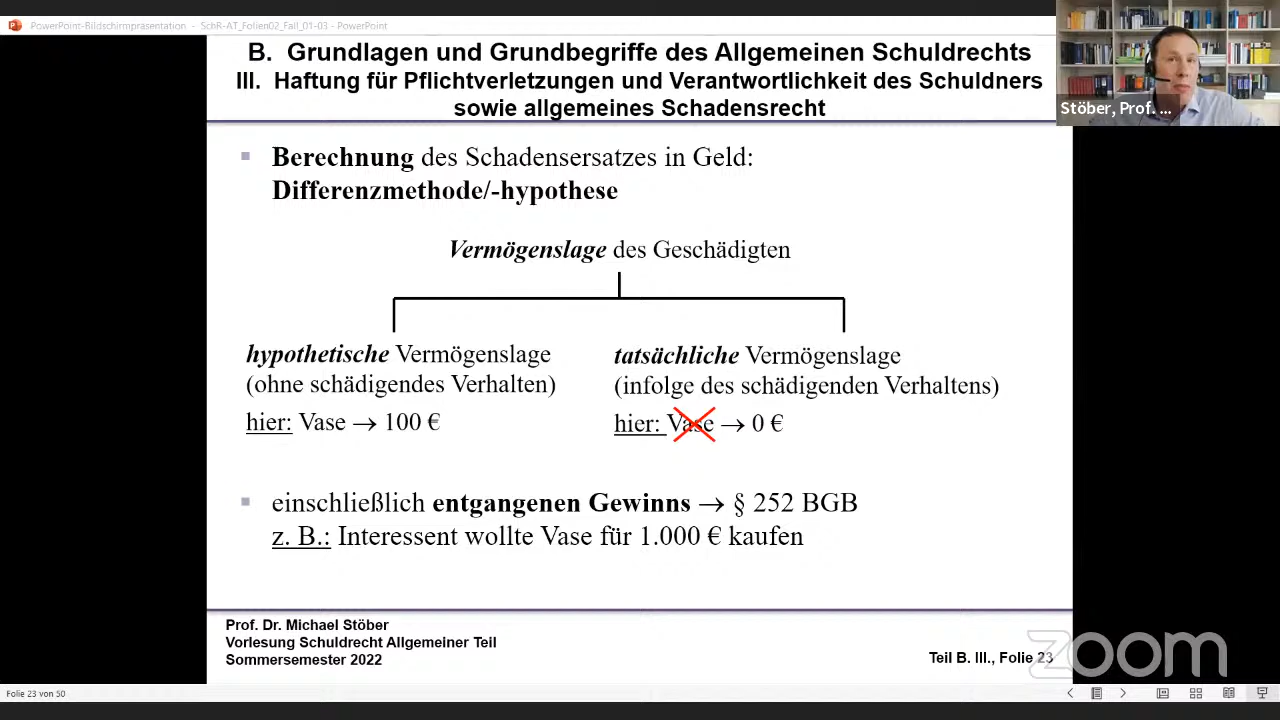 PowerPoint-Bildschirmpräsentation - SchR-AT_Folien02_Fall_01-03 - PowerPoint
B. Grundlagen und Grundbegriffe des Allgemeinen Schuldrechts
III. Haftung für Pflichtverletzungen und Verantwortlichkeit des Schuldners
sowie allgemeines Schadensrecht
Stöber, Prof. ...
Berechnung des Schadensersatzes in Geld:
Differenzmethode/-hypothese
Vermögenslage des Geschädigten
hypothetische Vermögenslage
(ohne schädigendes Verhalten)
hier: Vase → 100 €
tatsächliche Vermögenslage
(infolge des schädigenden Verhaltens)
hier: Vase → 0 €
einschließlich entgangenen Gewinns → § 252 BGB
z. B.: Interessent wollte Vase für 1.000 € kaufen
Prof. Dr. Michael Stöber
Vorlesung Schuldrecht Allgemeiner Teil
Sommersemester 2022
Teil B. III., Folie 23
zoom
Folie 23 von 50